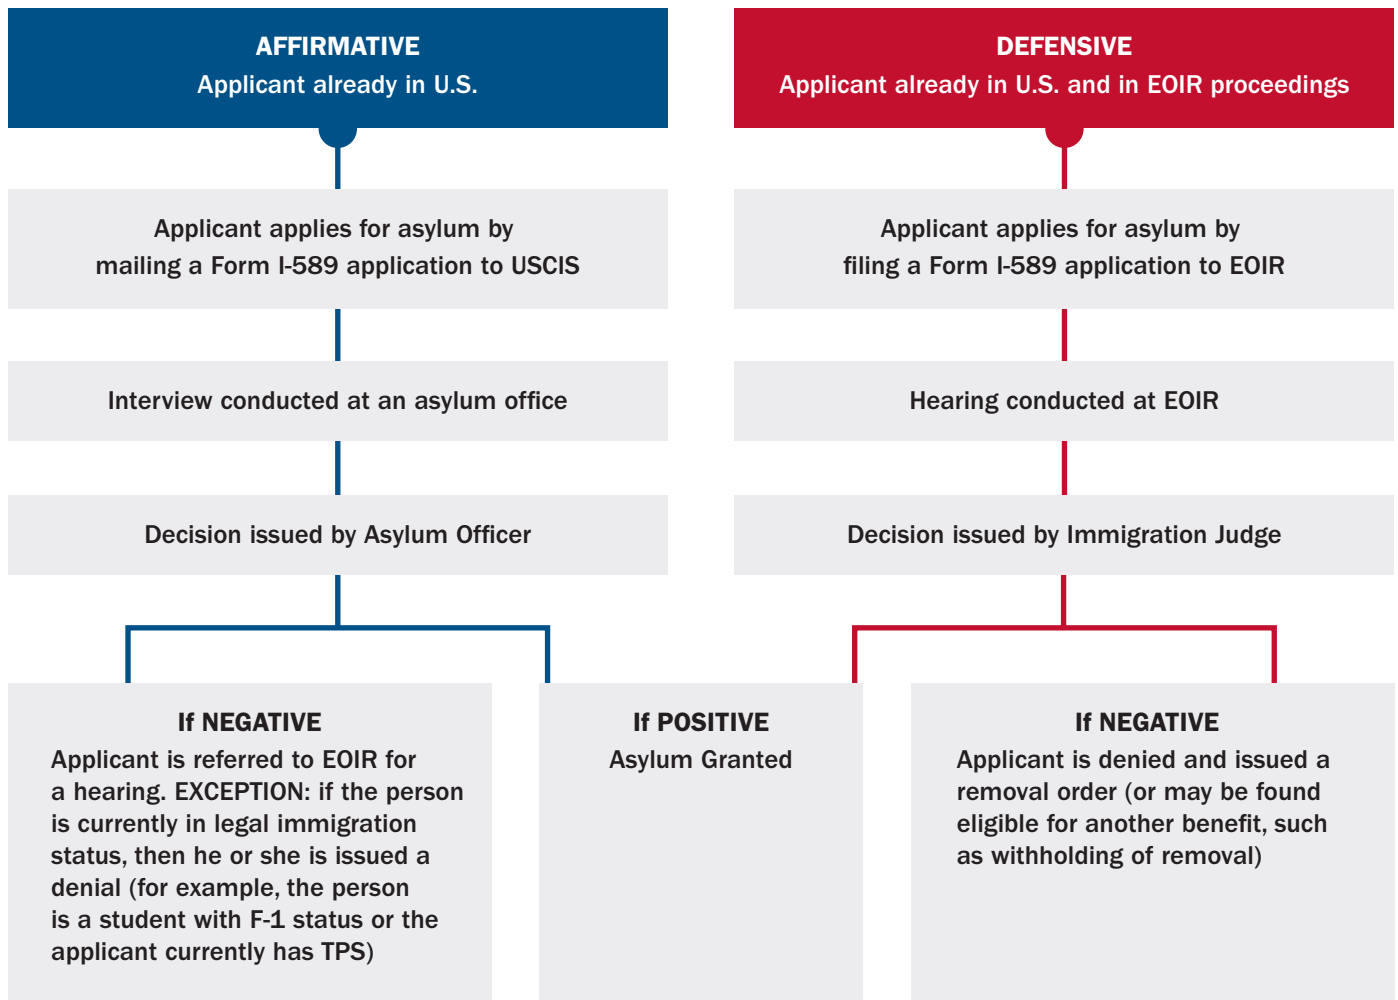 AFFIRMATIVE
Applicant already in U.S.
DEFENSIVE
Applicant already in U.S. and in EOIR proceedings
Applicant applies for asylum by
mailing a Form I-589 application to USCIS
Applicant applies for asylum by
filing a Form I-589 application to EOIR
Interview conducted at an asylum office
Hearing conducted at EOIR
Decision issued by Asylum Officer
Decision issued by Immigration Judge
If NEGATIVE
Applicant is referred to EOIR for
a hearing. EXCEPTION: if the person
is currently in legal immigration
status, then he or she is issued a
denial (for example, the person
is a student with F-1 status or the
applicant currently has TPS)
If POSITIVE
Asylum Granted
If NEGATIVE
Applicant is denied and issued a
removal order (or may be found
eligible for another benefit, such
as withholding of removal)